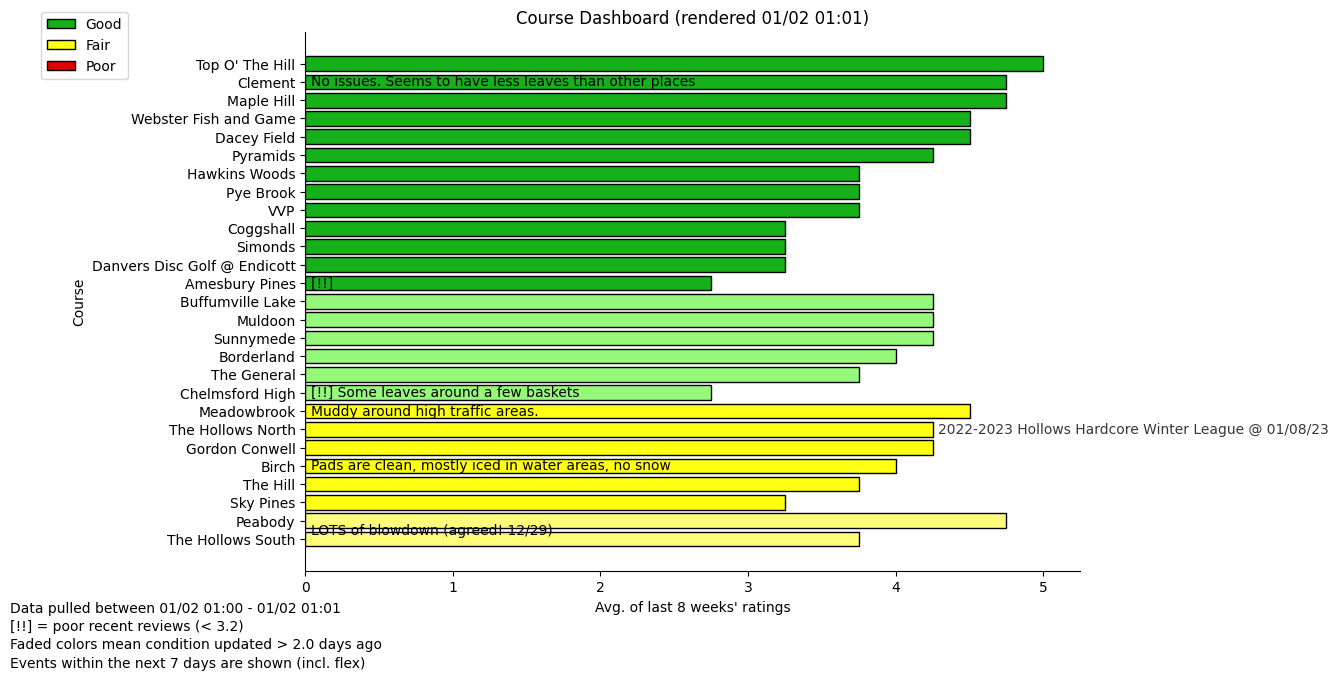 Course Dashboard (rendered 01/02 01:01)
Good
Fair
Poor
Course
Top O' The Hill
Clement
No issues. Seems to have less leaves than other places
Maple Hill
Webster Fish and Game
Dacey Field
Pyramids
Hawkins Woods
Pye Brook
VVP
Coggshall
Simonds
Danvers Disc Golf @ Endicott
Amesbury Pines
[!!]
Buffumville Lake
Muldoon
Sunnymede
Borderland
The General
Chelmsford High
[!!] Some leaves around a few baskets
Meadowbrook
Muddy around high traffic areas.
The Hollows North
2022-2023 Hollows Hardcore Winter League @ 01/08/23
Gordon Conwell
Birch
Pads are clean, mostly iced in water areas, no snow
The Hill
Sky Pines
Peabody
LOTS of blowdown (agreed! 12/29)
The Hollows South
0 1 2 3 4 5
Avg. of last 8 weeks' ratings
Data pulled between 01/02 01:00 - 01/02 01:01
[!!] = poor recent reviews (< 3.2)
Faded colors mean condition updated > 2.0 days ago
Events within the next 7 days are shown (incl. flex)